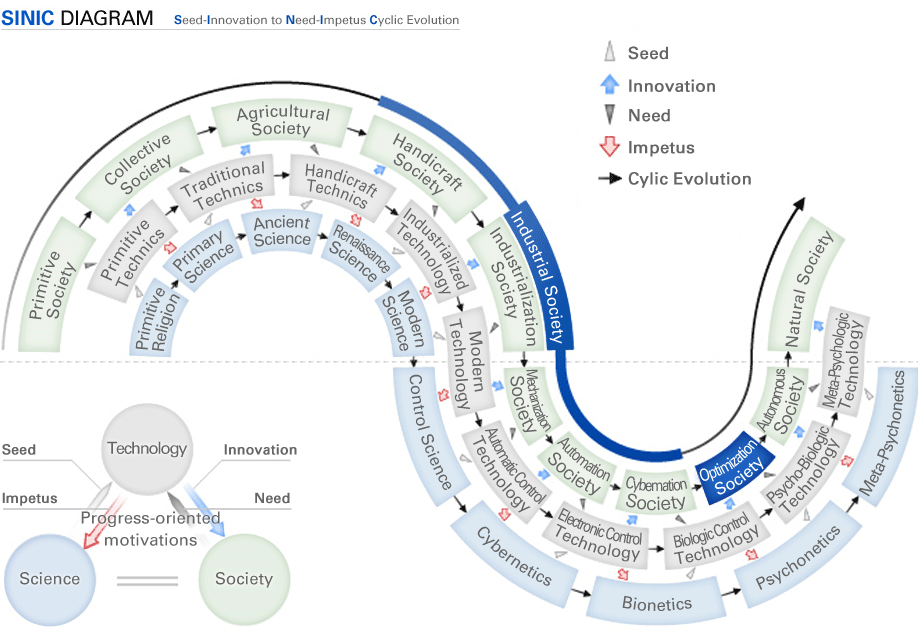 SINIC DIAGRAM
Seed-Innovation to Need-Impetus Cyclic Evolution
Seed
Innovation
Need
Impetus
Cylic Evolution
Primitive
Society
Collective
Society
Agricultural
Society
Handicraft
Society
Industrialization
Society
Industrial Society
Primitive
Technics
Traditional
Technics
Handicraft
Technics
Industrialized
Technology
Modern
Technology
Primitive
Religion
Primary
Science
Ancient
Science
Renaissance
Science
Modern
Science
Control Science
Cybernetics
Bionetics
Psychonetics
Meta-Psychonetics
Automatic Control
Technology
Electronic Control
Technology
Biologic Control
Technology
Psycho-Biologic
Technology
Meta-Psychologic
Technology
Mechanization
Society
Automation
Society
Cybernation
Society
Optimization
Society
Autonomous
Society
Natural Society
Technology
Seed
Innovation
Impetus
Need
Progress-oriented
motivations
Science
Society